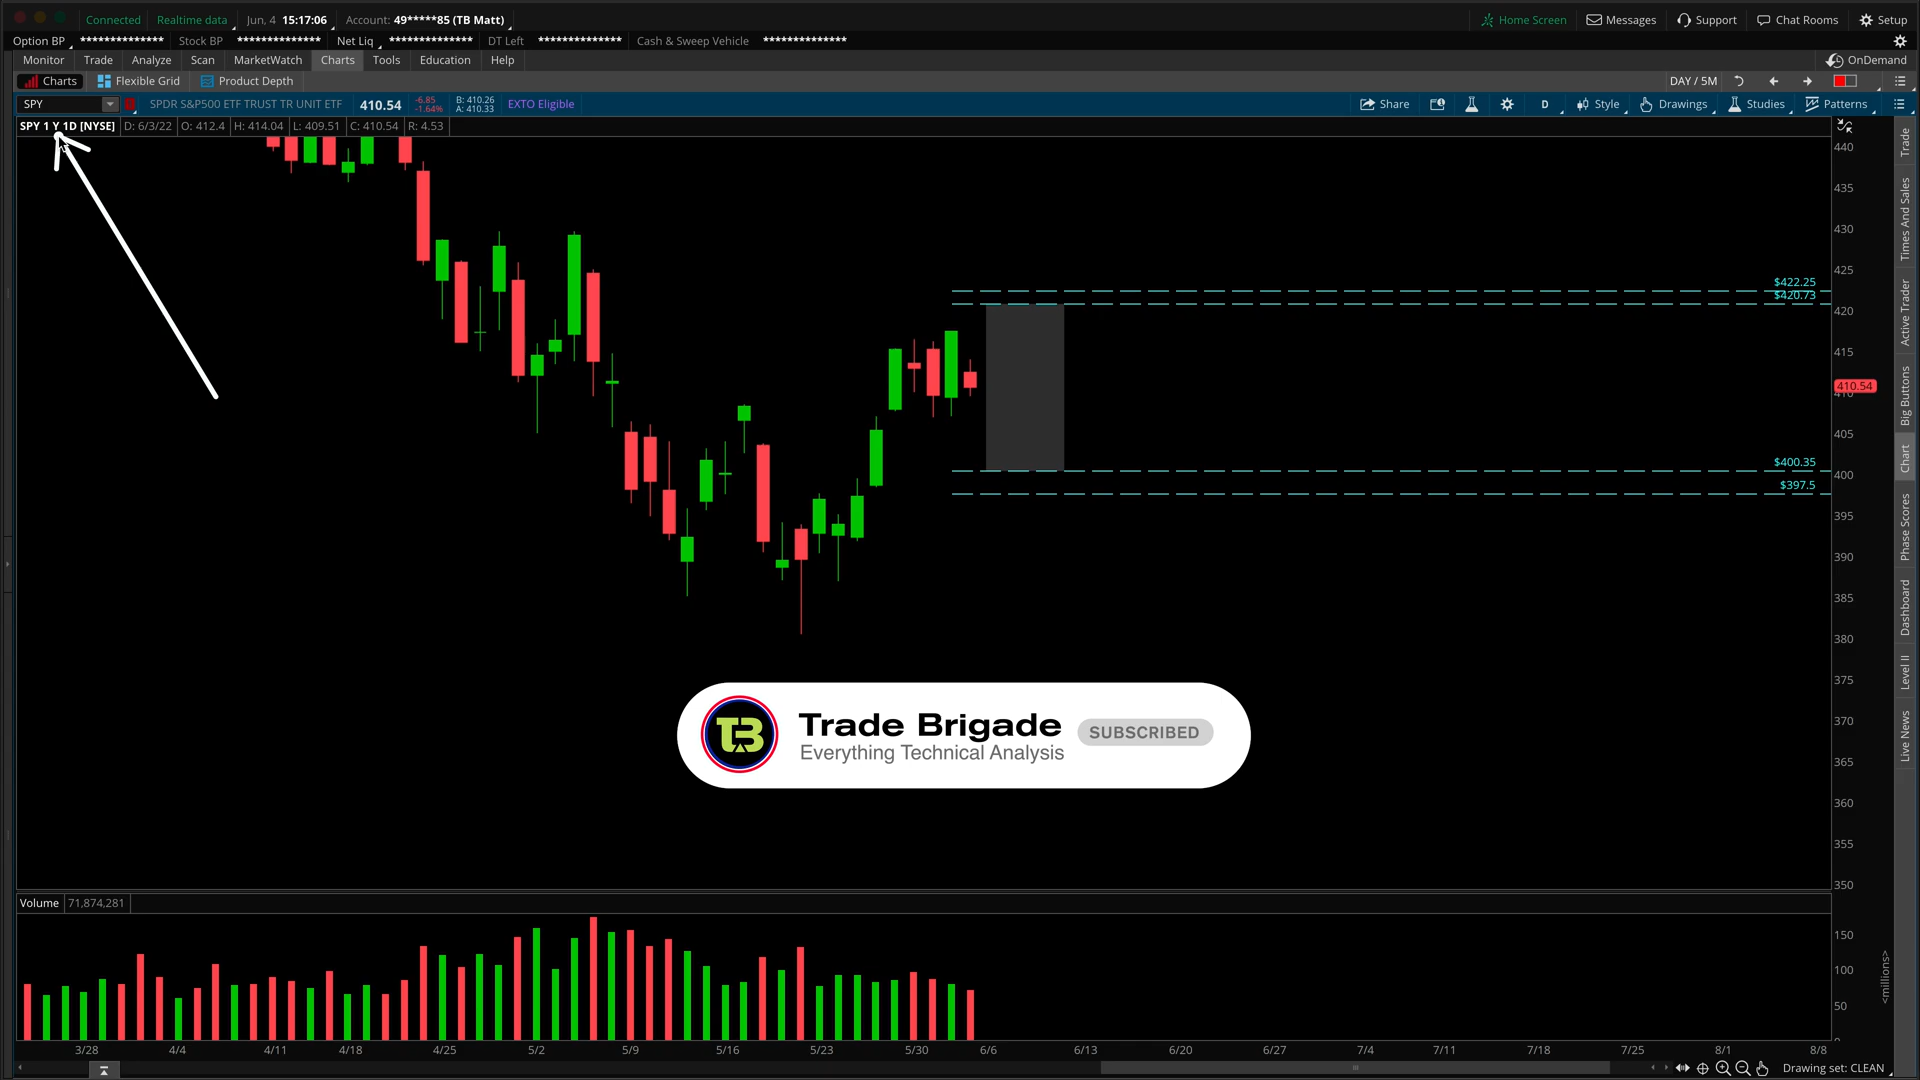 Connected Realtime data Jun, 4 15:17:06 Account: 49*****85 (TB Matt) Home Screen Messages Support Chat Rooms Setup
Option BP ************** Stock BP ************** Net Liq ************** DT Left ************** Cash & Sweep Vehicle **************
Monitor Trade Analyze Scan MarketWatch Charts Tools Education Help OnDemand
Charts Flexible Grid Product Depth DAY / 5M
SPY SPDR S&P500 ETF TRUST TR UNIT ETF 410.54 -6.85 -1.64% B: 410.26 A: 410.33 EXTO Eligible Share D Style Drawings Studies Patterns
SPY 1 Y 1D [NYSE] D: 6/3/22 O: 412.4 H: 414.04 L: 409.51 C: 410.54 R: 4.53
440
435
430
425
$422.25
$420.73
420
415
410.54
410
405
$400.35
400
$397.5
395
390
385
380
375
370
365
360
355
350
Trade Brigade
SUBSCRIBED
Everything Technical Analysis
TB
Volume 71,874,281
150
100
50
<millions>
3/28 4/4 4/11 4/18 4/25 5/2 5/9 5/16 5/23 5/30 6/6 6/13 6/20 6/27 7/4 7/11 7/18 7/25 8/1 8/8
Drawing set: CLEAN
Trade
Times And Sales
Active Trader
Big Buttons
Chart
Phase Scores
Dashboard
Level II
Live News